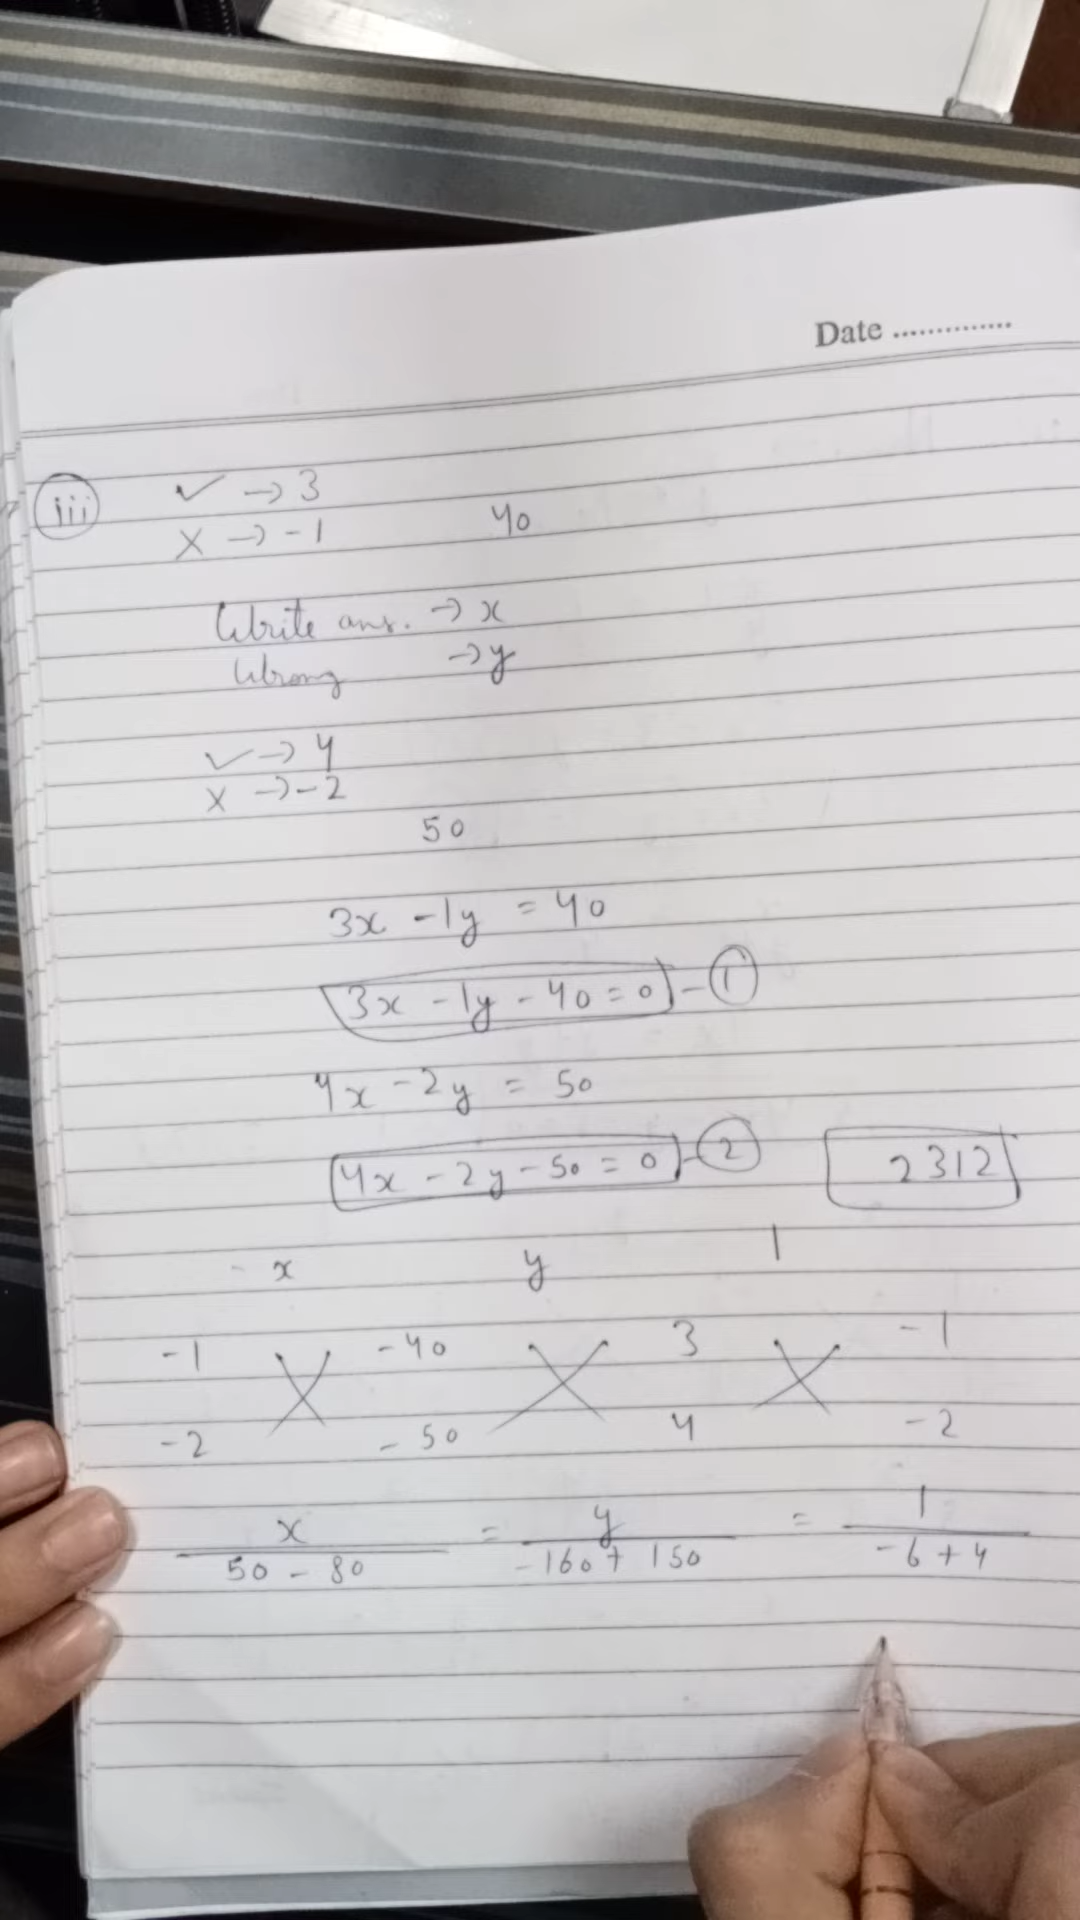 Date ..............
iii ✓ → 3
x → -1 40
Write ans. → x
Wrong → y
✓ → 4
x → -2
50
3x - 1y = 40
3x - 1y - 40 = 0 - 1
4x - 2y = 50
4x - 2y - 50 = 0 - 2 2312
x y 1
-1 -40 3 -1
-2 -50 4 -2
x/(50 - 80) = y/(-160 + 150) = 1/(-6 + 4)